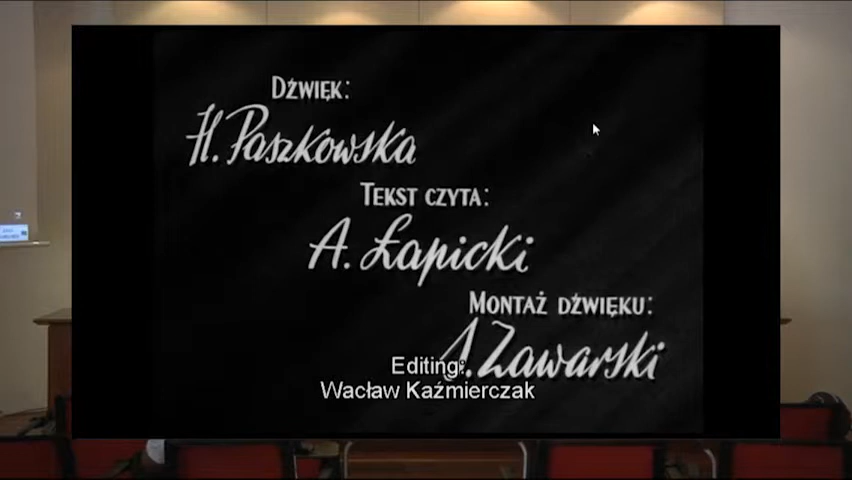 DŹWIĘK:
H. Paszkowska
TEKST CZYTA:
A. Łapicki
MONTAŻ DŹWIĘKU:
Zawarski
Editing:
Wacław Kaźmierczak